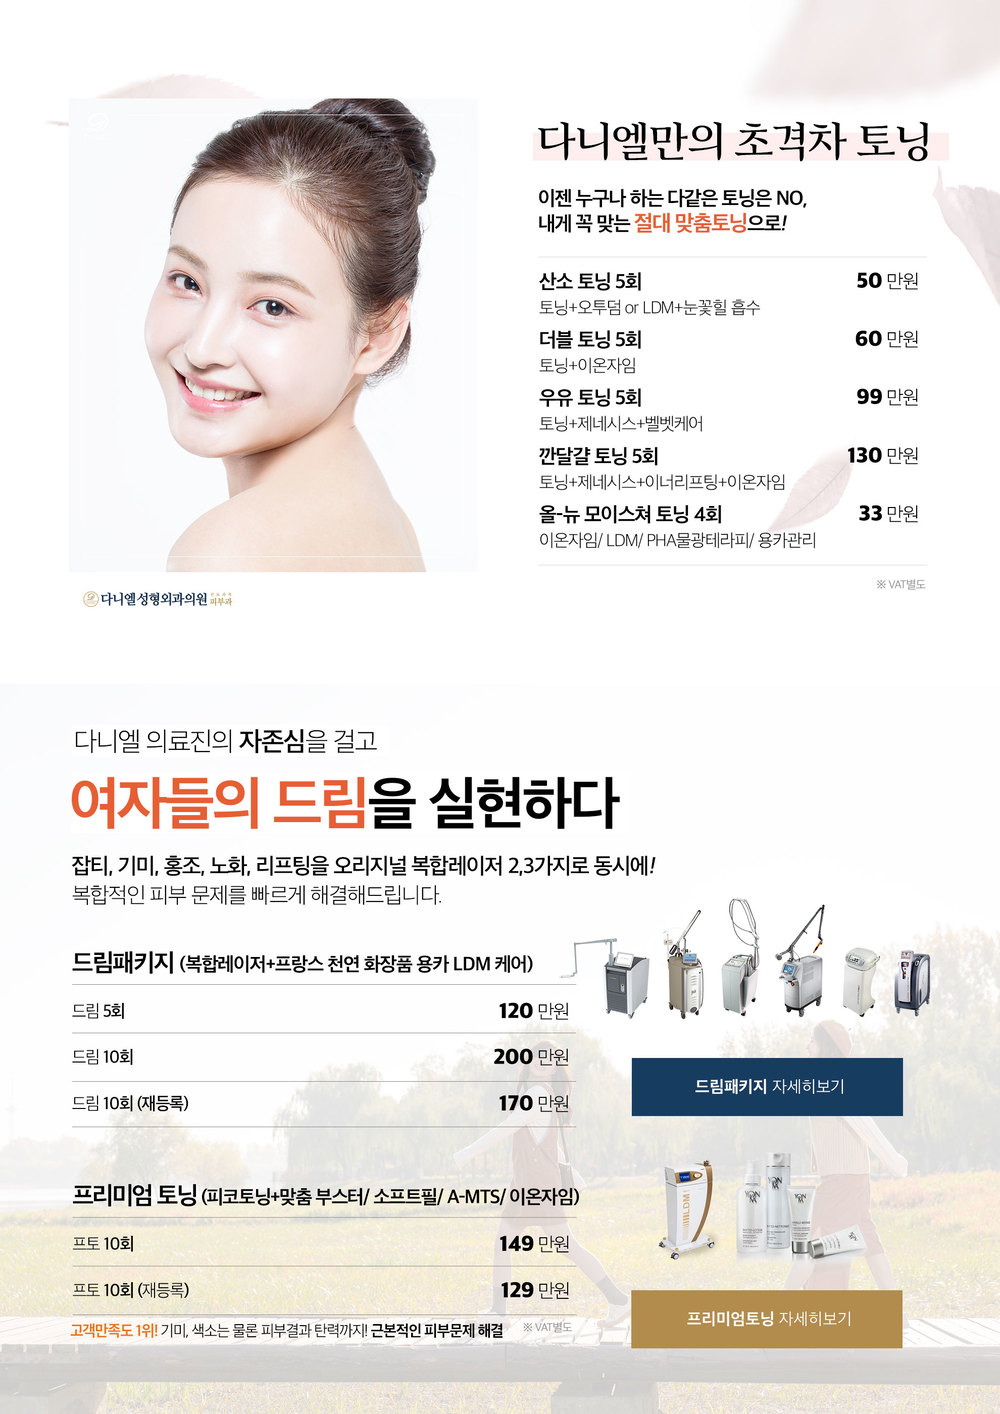 다니엘만의 초격차 토닝
이젠 누구나 하는 다같은 토닝은 NO,
내게 꼭 맞는 절대 맞춤토닝으로!
산소 토닝 5회 50 만원
토닝+오투덤 or LDM+눈꽃힐 흡수
더블 토닝 5회 60 만원
토닝+이온자임
우유 토닝 5회 99 만원
토닝+제네시스+벨벳케어
깐달걀 토닝 5회 130 만원
토닝+제네시스+이너리프팅+이온자임
올-뉴 모이스쳐 토닝 4회 33 만원
이온자임/ LDM/ PHA물광테라피/ 용카관리
※ VAT별도
다니엘성형외과의원 피부과
다니엘 의료진의 자존심을 걸고
여자들의 드림을 실현하다
잡티, 기미, 홍조, 노화, 리프팅을 오리지널 복합레이저 2,3가지로 동시에!
복합적인 피부 문제를 빠르게 해결해드립니다.
드림패키지 (복합레이저+프랑스 천연 화장품 용카 LDM 케어)
드림 5회 120 만원
드림 10회 200 만원
드림 10회 (재등록) 170 만원
드림패키지 자세히보기
프리미엄 토닝 (피코토닝+맞춤 부스터/ 소프트필/ A-MTS/ 이온자임)
프토 10회 149 만원
프토 10회 (재등록) 129 만원
고객만족도 1위! 기미, 색소는 물론 피부결과 탄력까지! 근본적인 피부문제 해결 ※ VAT별도
LDM
YON KA
YON KA
YON KA
프리미엄토닝 자세히보기